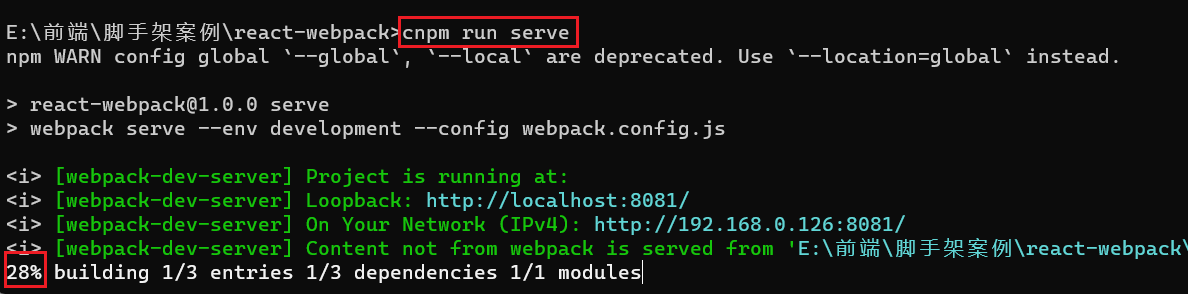 E:\前端\脚手架案例\react-webpack>cnpm run serve
npm WARN config global `--global`, `--local` are deprecated. Use `--location=global` instead.
> react-webpack@1.0.0 serve
> webpack serve --env development --config webpack.config.js
<i> [webpack-dev-server] Project is running at:
<i> [webpack-dev-server] Loopback: http://localhost:8081/
<i> [webpack-dev-server] On Your Network (IPv4): http://192.168.0.126:8081/
<i> [webpack-dev-server] Content not from webpack is served from 'E:\前端\脚手架案例\react-webpack\
28% building 1/3 entries 1/3 dependencies 1/1 modules